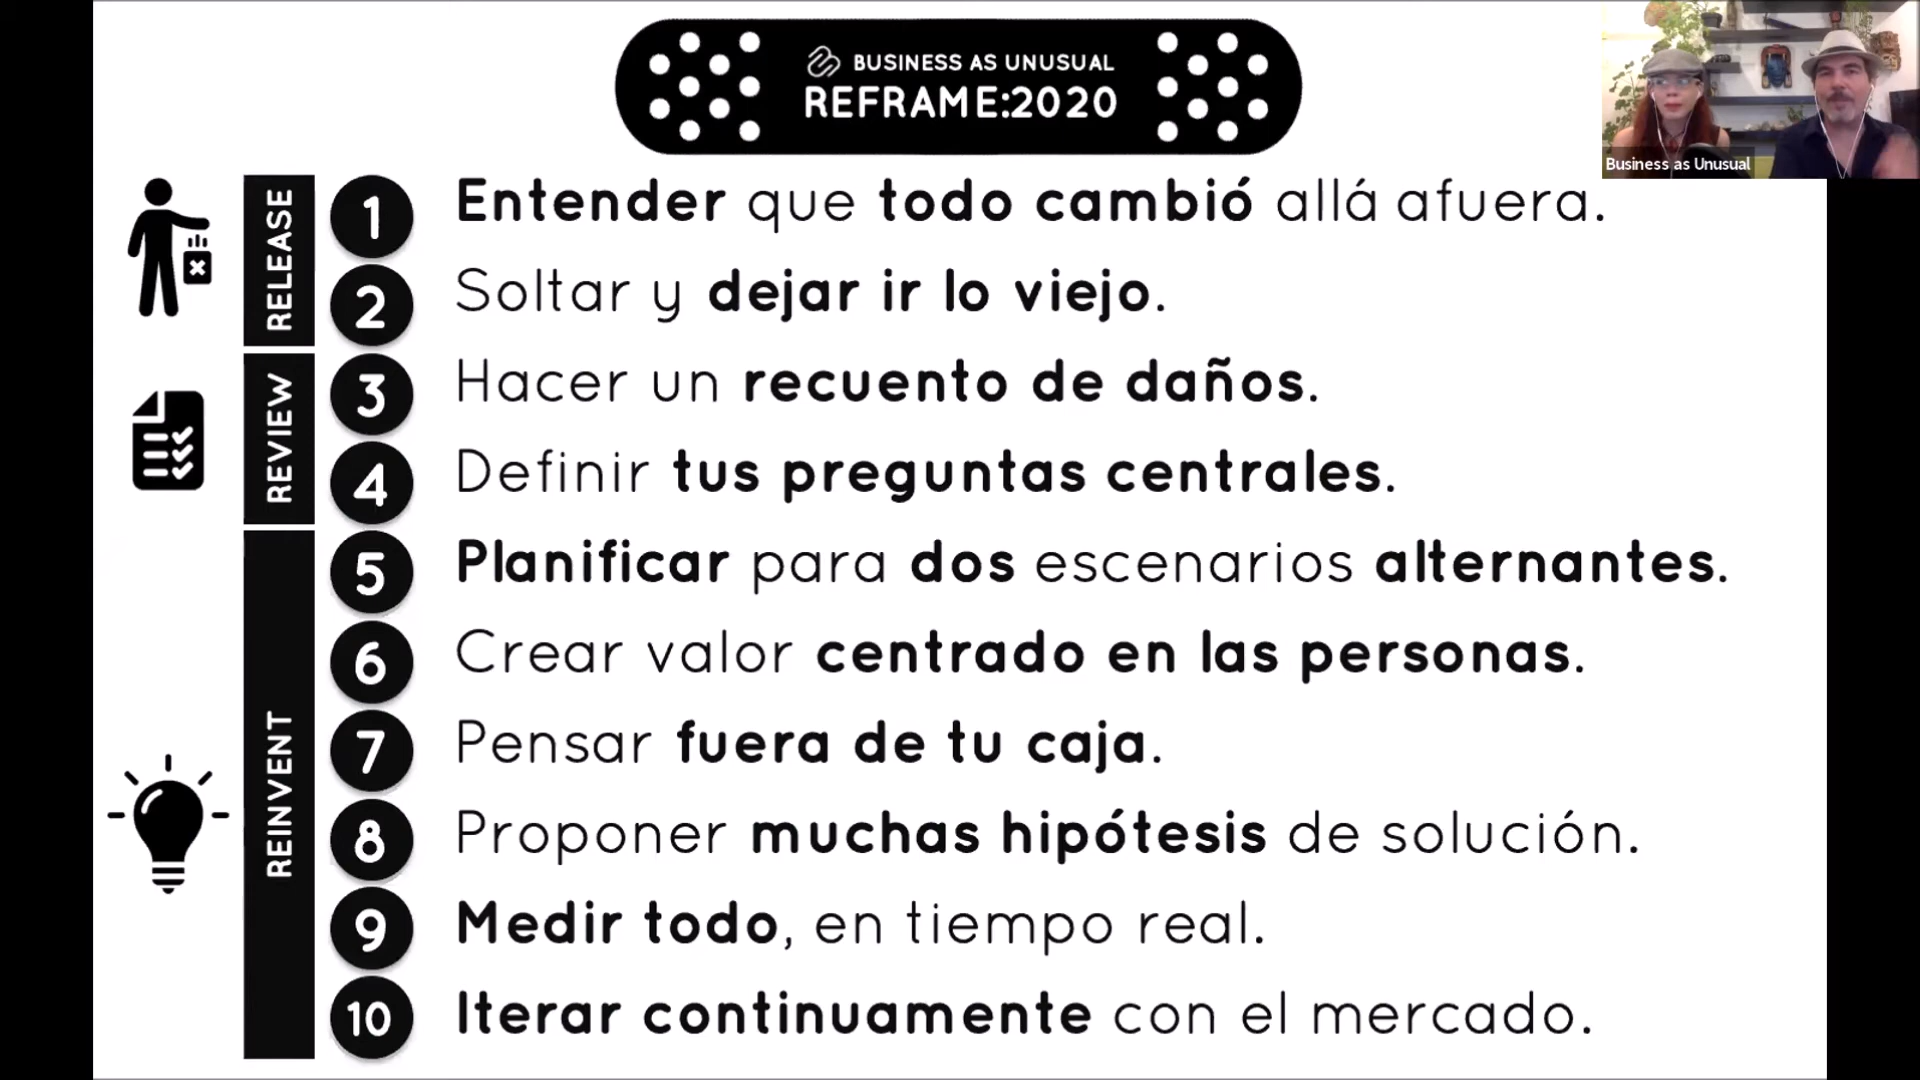 BUSINESS AS UNUSUAL
REFRAME:2020
Business as Unusual
RELEASE
1 Entender que todo cambió allá afuera.
2 Soltar y dejar ir lo viejo.
REVIEW
3 Hacer un recuento de daños.
4 Definir tus preguntas centrales.
REINVENT
5 Planificar para dos escenarios alternantes.
6 Crear valor centrado en las personas.
7 Pensar fuera de tu caja.
8 Proponer muchas hipótesis de solución.
9 Medir todo, en tiempo real.
10 Iterar continuamente con el mercado.